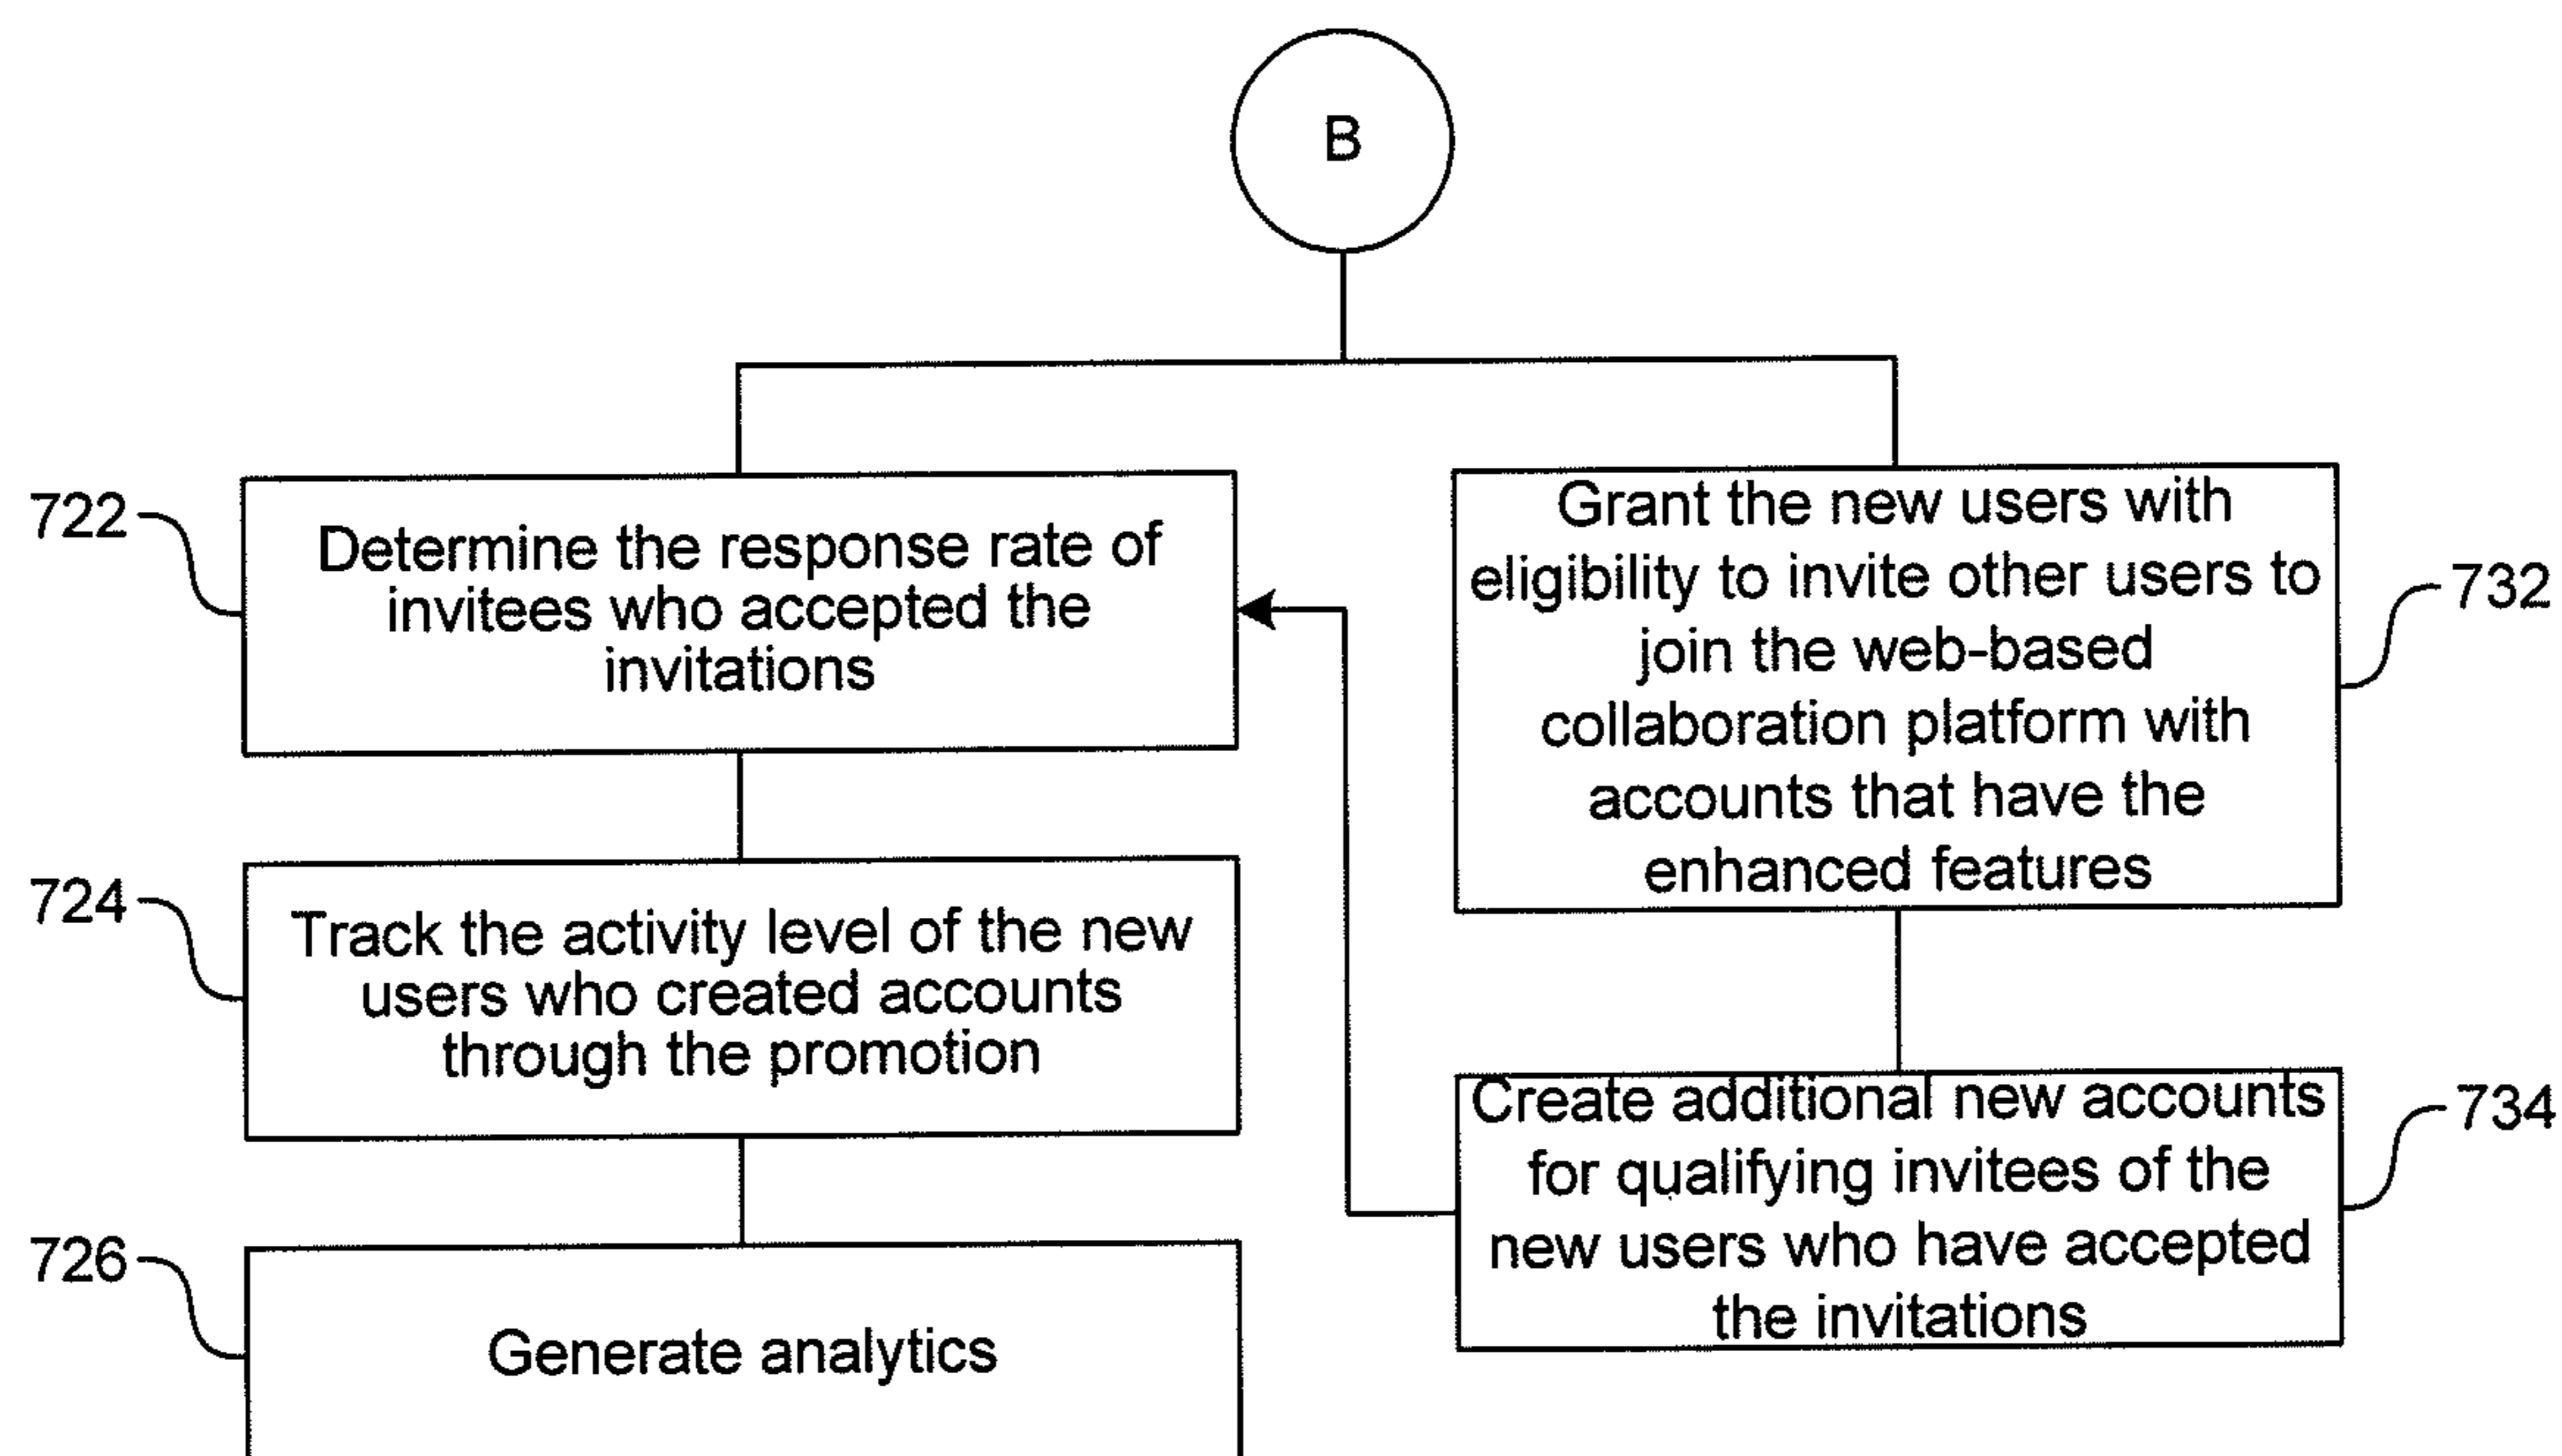 B
722
Determine the response rate of
invitees who accepted the
invitations
Grant the new users with
eligibility to invite other users to
join the web-based
collaboration platform with
accounts that have the
enhanced features
732
724
Track the activity level of the new
users who created accounts
through the promotion
Create additional new accounts
for qualifying invitees of the
new users who have accepted
the invitations
734
726
Generate analytics